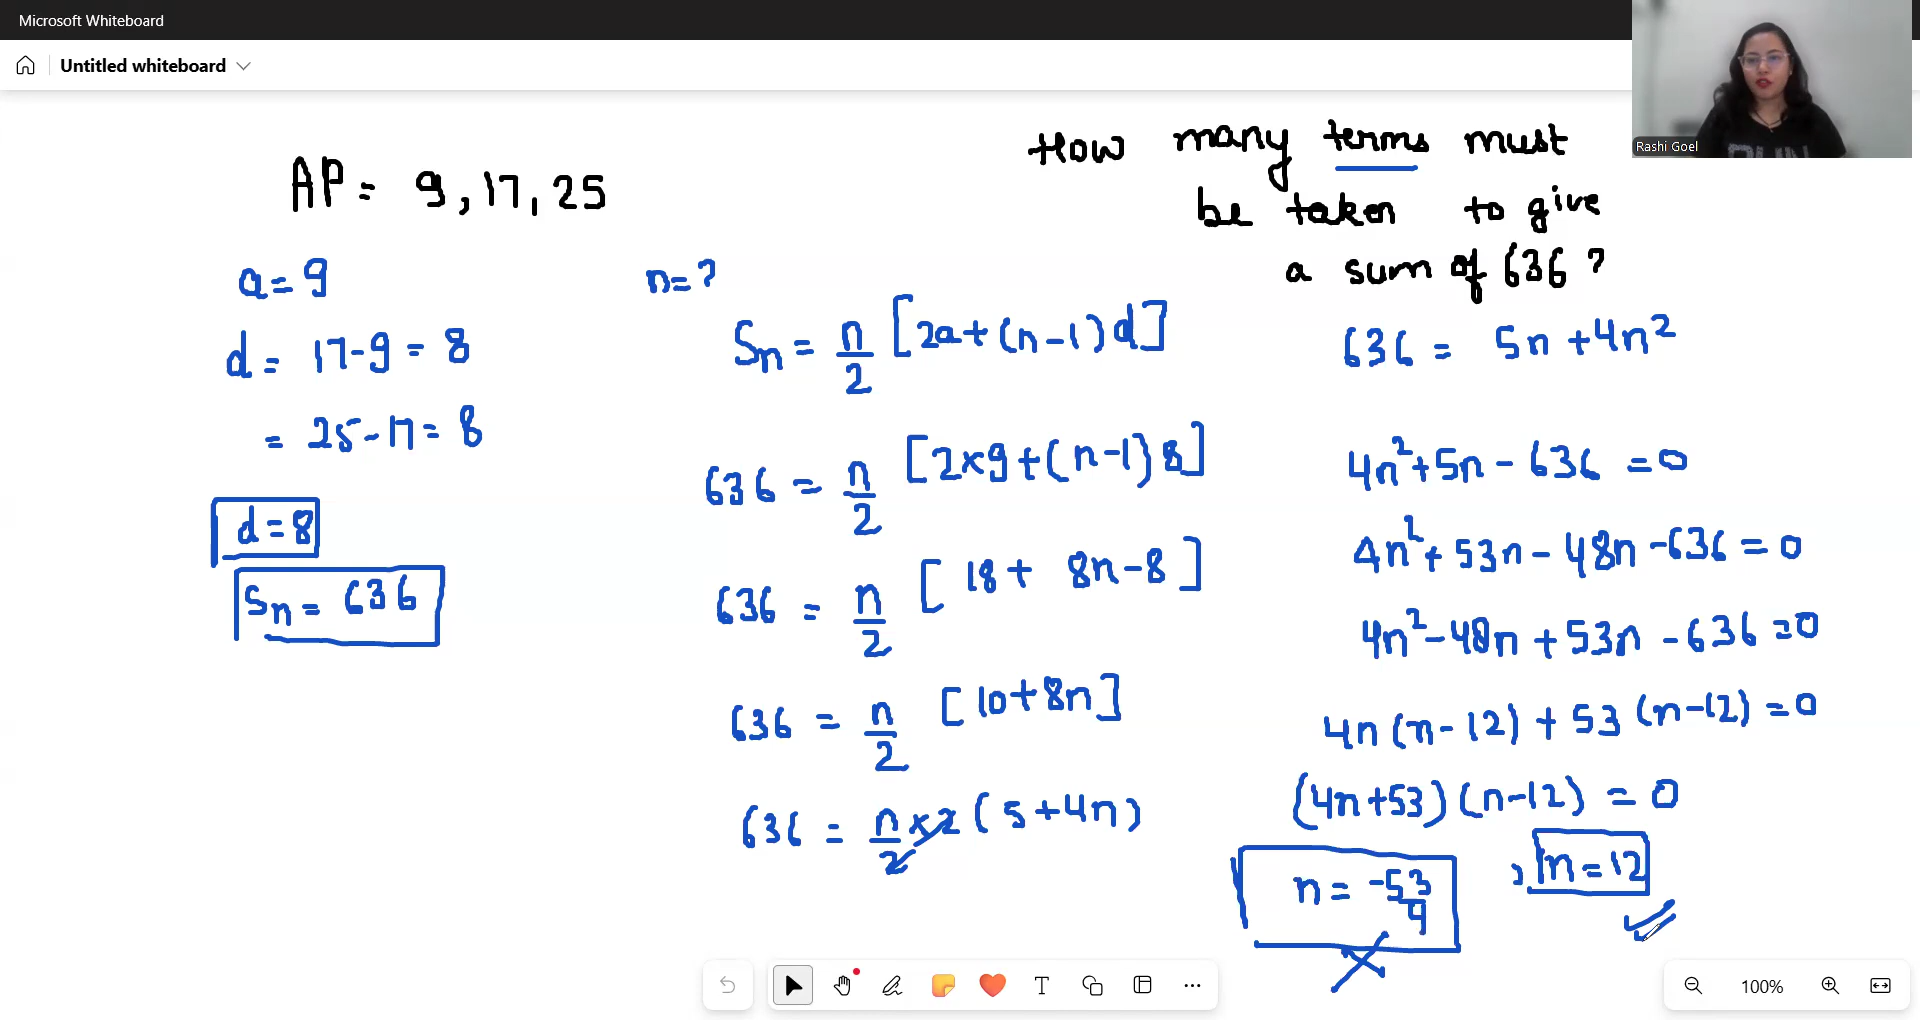 Microsoft Whiteboard
Untitled whiteboard
Rashi Goel
How many terms must
be taken to give
a sum of 636 ?
AP = 9, 17, 25
a = 9
d = 17 - 9 = 8
= 25 - 17 = 8
d = 8
Sn = 636
n = ?
Sn = n/2 [2a + (n-1) d]
636 = n/2 [2×9 + (n-1) 8]
636 = n/2 [18 + 8n - 8]
636 = n/2 [10 + 8n]
636 = n/2 × 2 (5 + 4n)
636 = 5n + 4n²
4n² + 5n - 636 = 0
4n² + 53n - 48n - 636 = 0
4n² - 48n + 53n - 636 = 0
4n (n - 12) + 53 (n - 12) = 0
(4n + 53) (n - 12) = 0
n = -53/4 , n = 12
100%